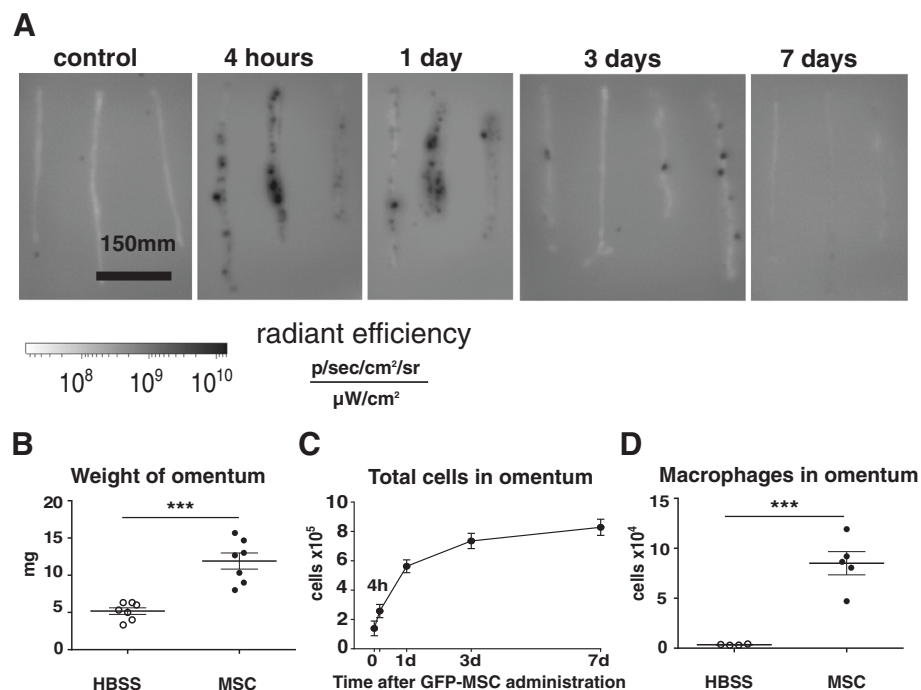 A
control 4 hours 1 day 3 days 7 days
150mm
radiant efficiency
p/sec/cm²/sr
µW/cm²
10⁸ 10⁹ 10¹⁰
B
Weight of omentum
***
20
15
10
5
0
mg
HBSS MSC
C
Total cells in omentum
10
8
6
4
2
0
cells x10⁵
4h
0 1d 3d 7d
Time after GFP-MSC administration
D
Macrophages in omentum
***
15
10
5
0
cells x10⁴
HBSS MSC